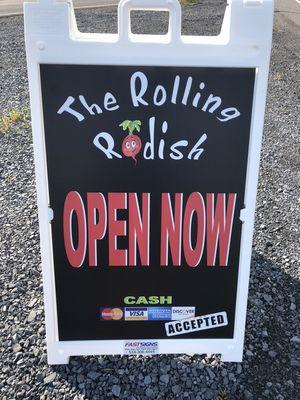 The Rolling
Radish
OPEN NOW
CASH
MasterCard VISA DISCOVER
ACCEPTED
FASTSIGNS